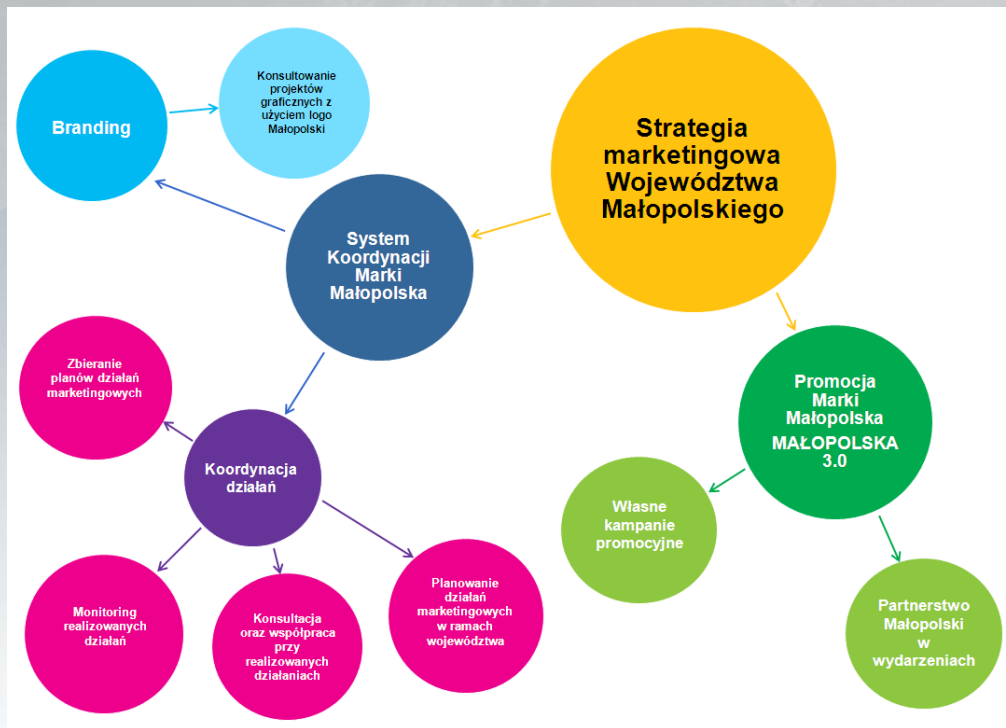 Branding
Konsultowanie
projektów
graficznych z
użyciem logo
Małopolski
Strategia
marketingowa
Województwa
Małopolskiego
System
Koordynacji
Marki
Małopolska
Zbieranie
planów działań
marketingowych
Promocja
Marki
Małopolska
MAŁOPOLSKA
3.0
Koordynacja
działań
Własne
kampanie
promocyjne
Monitoring
realizowanych
działań
Konsultacja
oraz współpraca
przy
realizowanych
działaniach
Planowanie
działań
marketingowych
w ramach
województwa
Partnerstwo
Małopolski
w
wydarzeniach